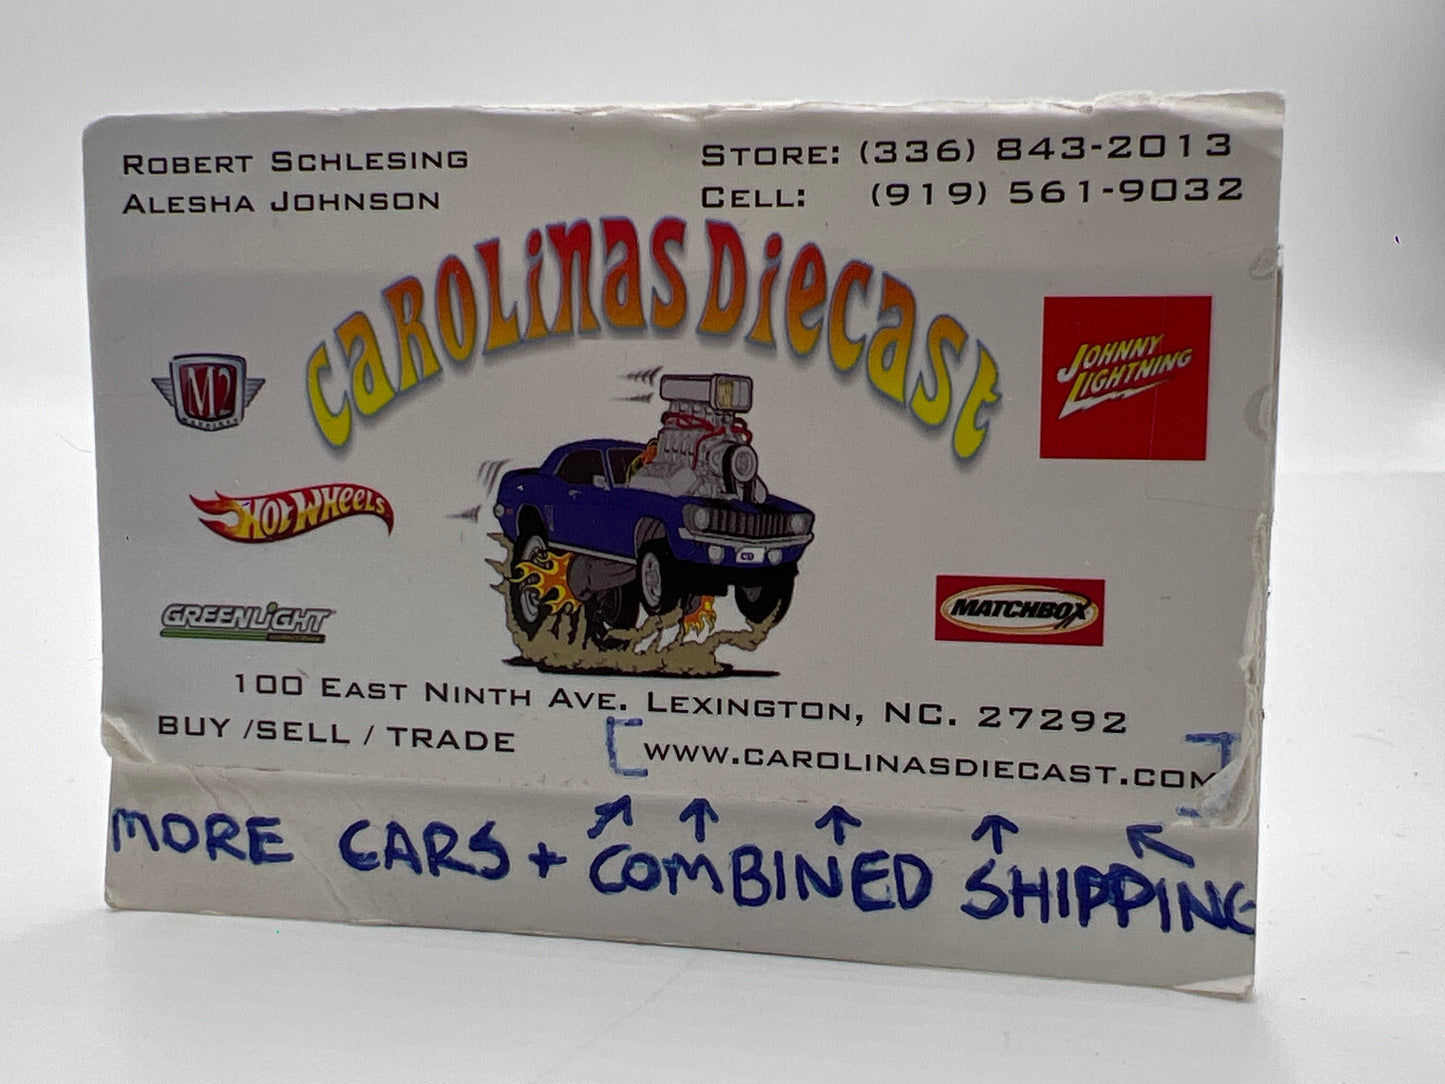 ROBERT SCHLESING
ALESHA JOHNSON
STORE: (336) 843-2013
CELL: (919) 561-9032
CAROLINAS DIECAST
M2
JOHNNY LIGHTNING
HOT WHEELS
GREENLIGHT
MATCHBOX
CD
100 EAST NINTH AVE. LEXINGTON, NC. 27292
BUY /SELL / TRADE
WWW.CAROLINASDIECAST.COM
MORE CARS + COMBINED SHIPPING